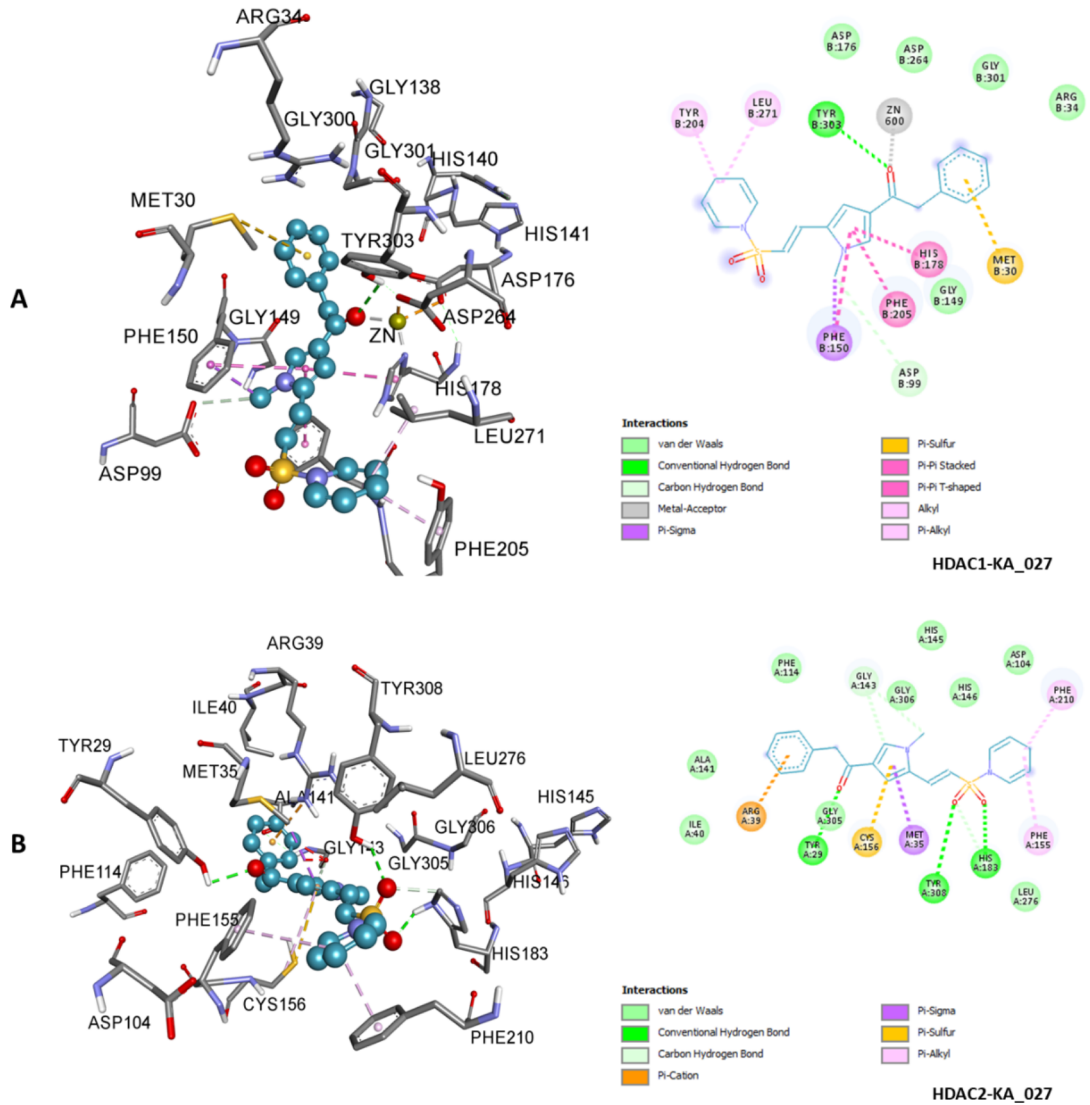 ARG34
GLY138
GLY300
GLY301
HIS140
MET30
TYR303
HIS141
ASP176
A
ZN
ASP264
PHE150
GLY149
HIS178
LEU271
ASP99
PHE205
ASP
B:176
ASP
B:264
GLY
B:301
ARG
B:34
TYR
B:204
LEU
B:271
TYR
B:303
ZN
600
HIS
B:178
MET
B:30
GLY
B:149
PHE
B:205
PHE
B:150
ASP
B:99
N
O
S
O
O
N
Interactions
van der Waals
Conventional Hydrogen Bond
Carbon Hydrogen Bond
Metal-Acceptor
Pi-Sigma
Pi-Sulfur
Pi-Pi Stacked
Pi-Pi T-shaped
Alkyl
Pi-Alkyl
HDAC1-KA_027
ARG39
TYR308
ILE40
TYR29
MET35
LEU276
ALA141
HIS145
B
GLY306
GLY143
GLY305
PHE114
HIS146
PHE155
HIS183
CYS156
ASP104
PHE210
HIS
A:145
PHE
A:114
GLY
A:143
GLY
A:306
HIS
A:146
ASP
A:104
PHE
A:210
ALA
A:141
ILE
A:40
ARG
A:39
GLY
A:305
TYR
A:29
CYS
A:156
MET
A:35
TYR
A:308
HIS
A:183
LEU
A:276
PHE
A:155
N
O
S
O
O
N
Interactions
van der Waals
Conventional Hydrogen Bond
Carbon Hydrogen Bond
Pi-Cation
Pi-Sigma
Pi-Sulfur
Pi-Alkyl
HDAC2-KA_027